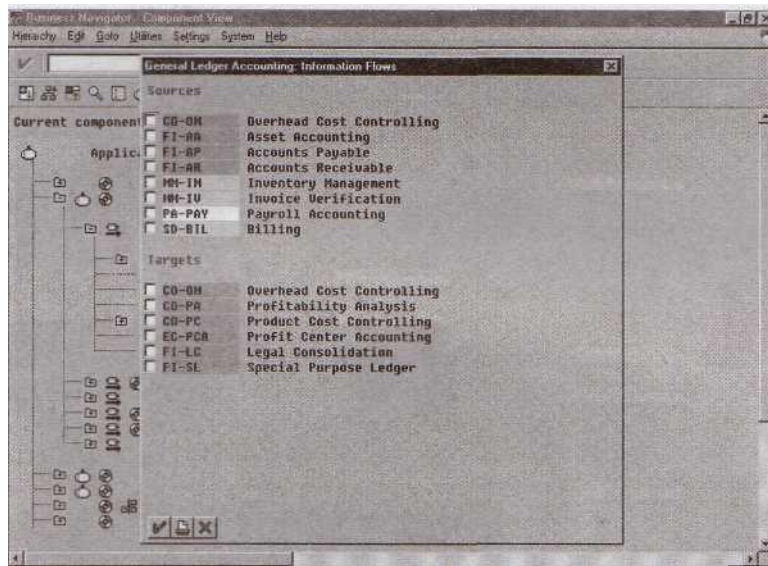 Business Navigator - Component View
Hierarchy Edit Goto Utilities Settings System Help
General Ledger Accounting: Information Flows
Sources
Current component
Applic
CO-OM Overhead Cost Controlling
FI-AA Asset Accounting
FI-AP Accounts Payable
FI-AR Accounts Receivable
MM-IM Inventory Management
MM-IV Invoice Verification
PA-PAY Payroll Accounting
SD-BIL Billing
Targets
CO-OM Overhead Cost Controlling
CO-PA Profitability Analysis
CO-PC Product Cost Controlling
EC-PCA Profit Center Accounting
FI-LC Legal Consolidation
FI-SL Special Purpose Ledger